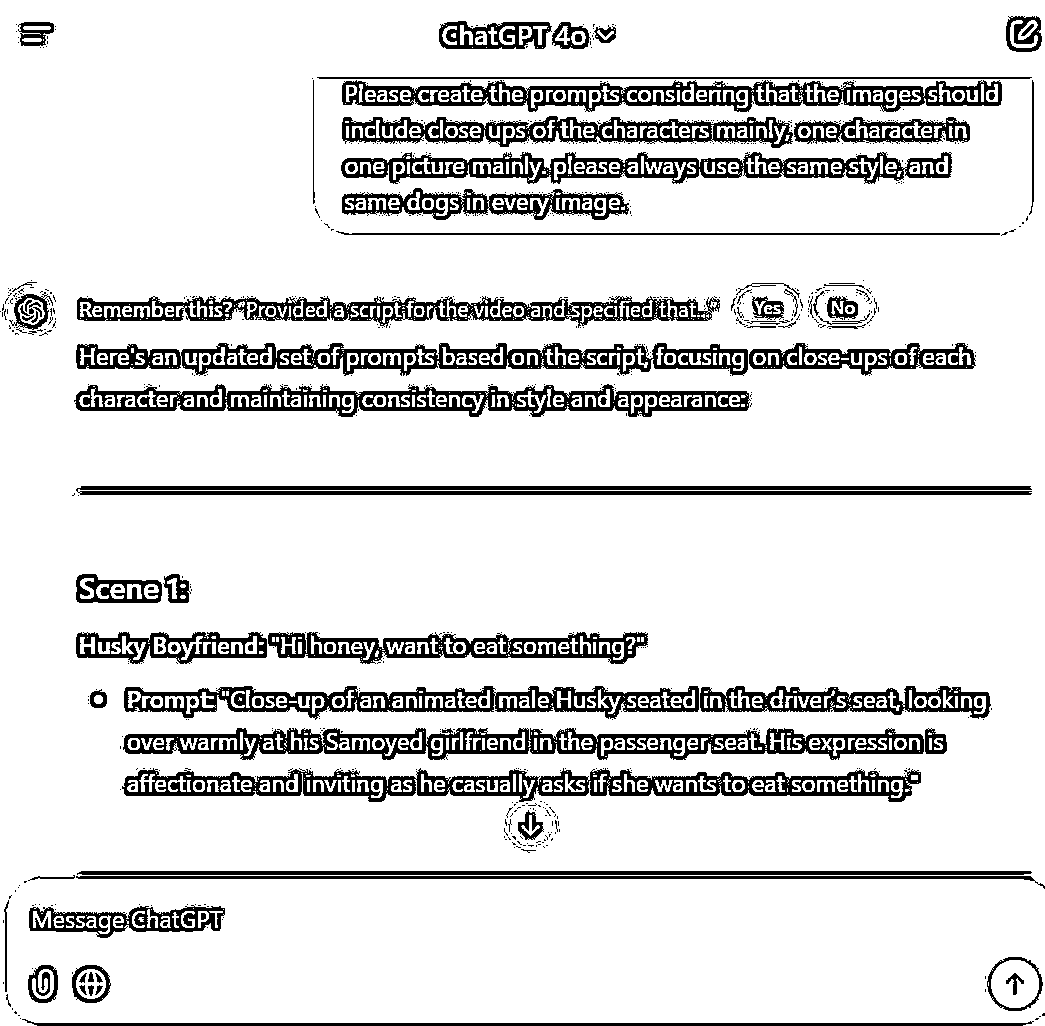 ChatGPT 4o
Please create the prompts considering that the images should
include close ups of the characters mainly, one character in
one picture mainly. please always use the same style, and
same dogs in every image.
Remember this? “Provided a script for the video and specified that...” Yes No
Here's an updated set of prompts based on the script, focusing on close-ups of each
character and maintaining consistency in style and appearance:
Scene 1:
Husky Boyfriend: "Hi honey, want to eat something?"
Prompt: "Close-up of an animated male Husky seated in the driver’s seat, looking
over warmly at his Samoyed girlfriend in the passenger seat. His expression is
affectionate and inviting as he casually asks if she wants to eat something."
Message ChatGPT